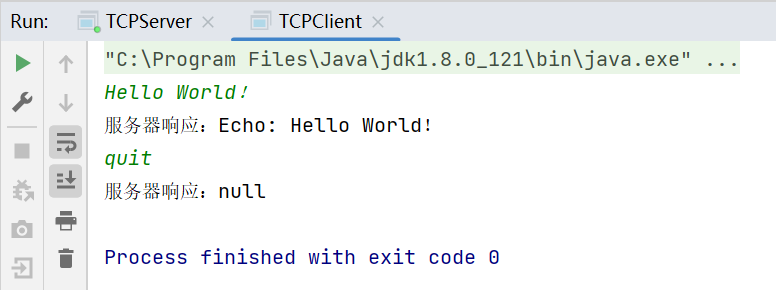 Run: TCPServer TCPClient
"C:\Program Files\Java\jdk1.8.0_121\bin\java.exe" ...
Hello World！
服务器响应：Echo: Hello World！
quit
服务器响应：null
Process finished with exit code 0